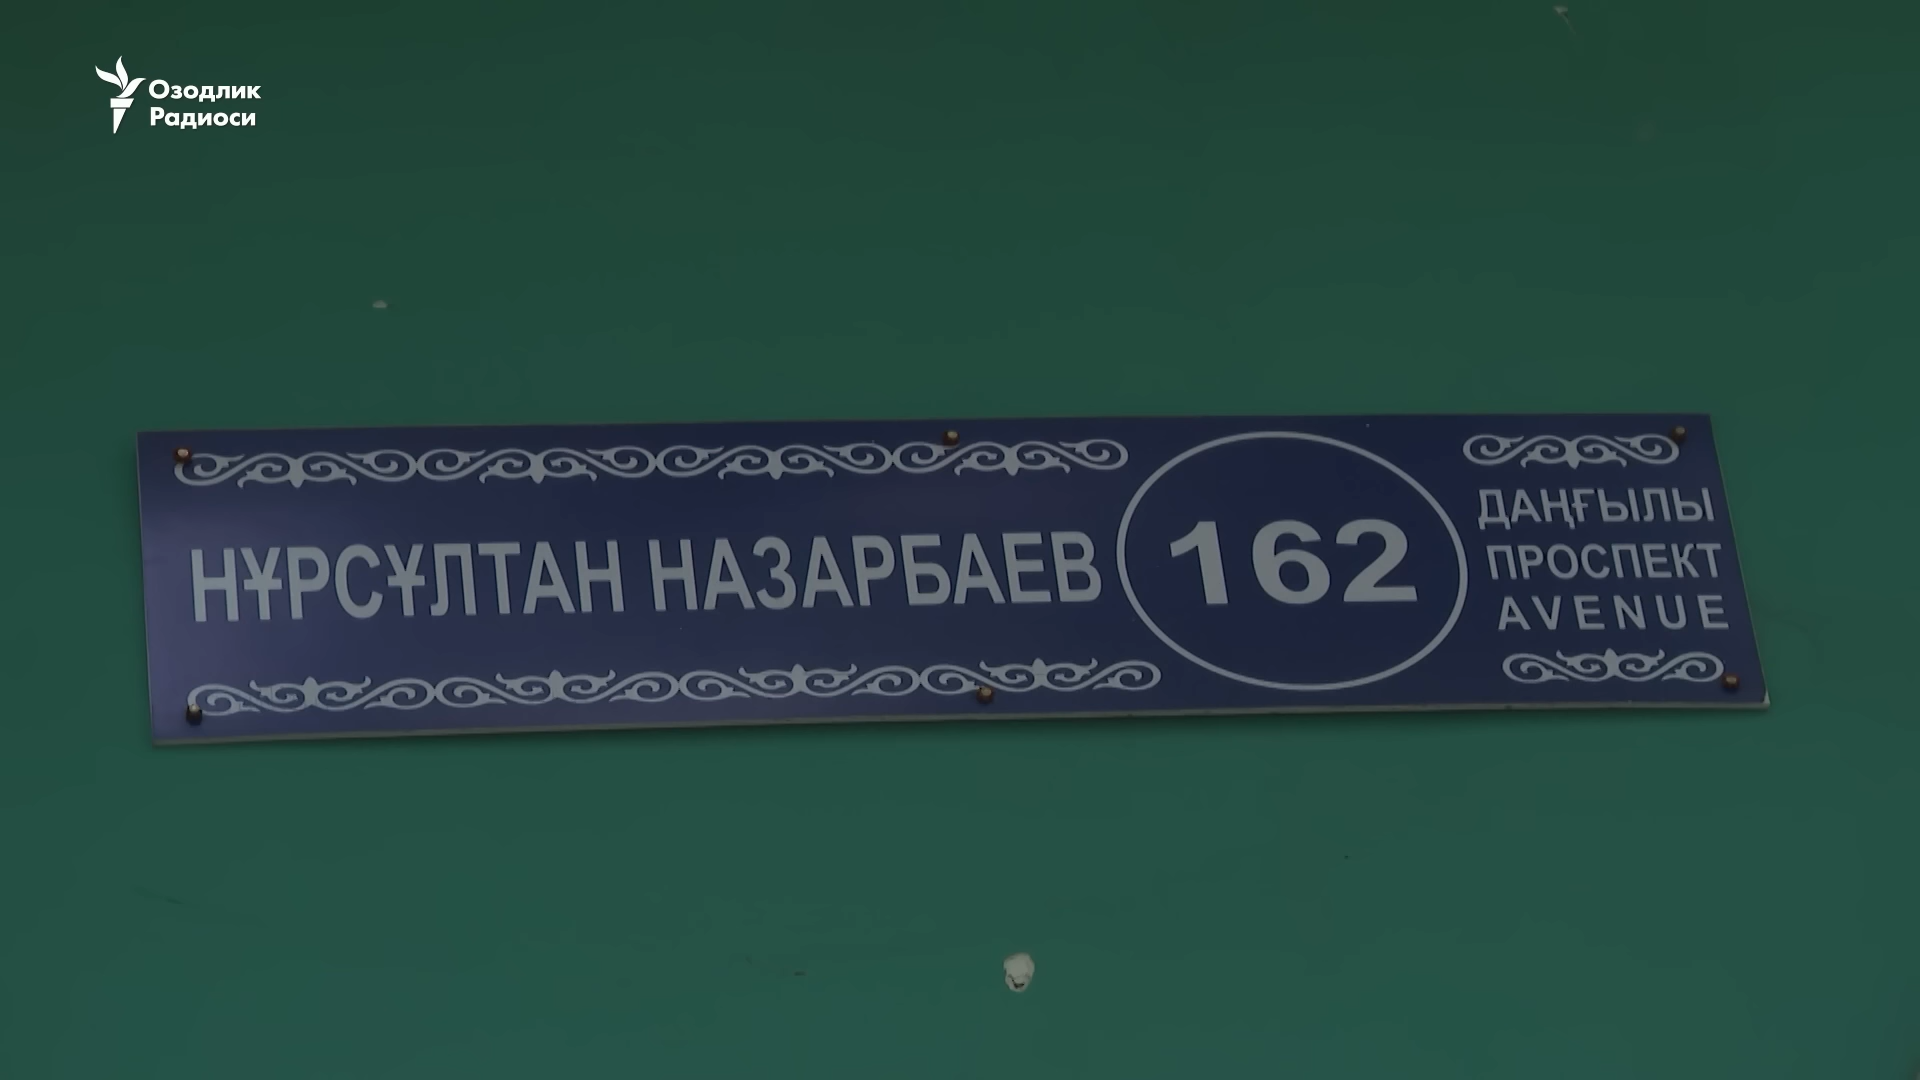 Озодлик
Радиоси
НҰРСҰЛТАН НАЗАРБАЕВ
162
ДАҢҒЫЛЫ
ПРОСПЕКТ
AVENUE